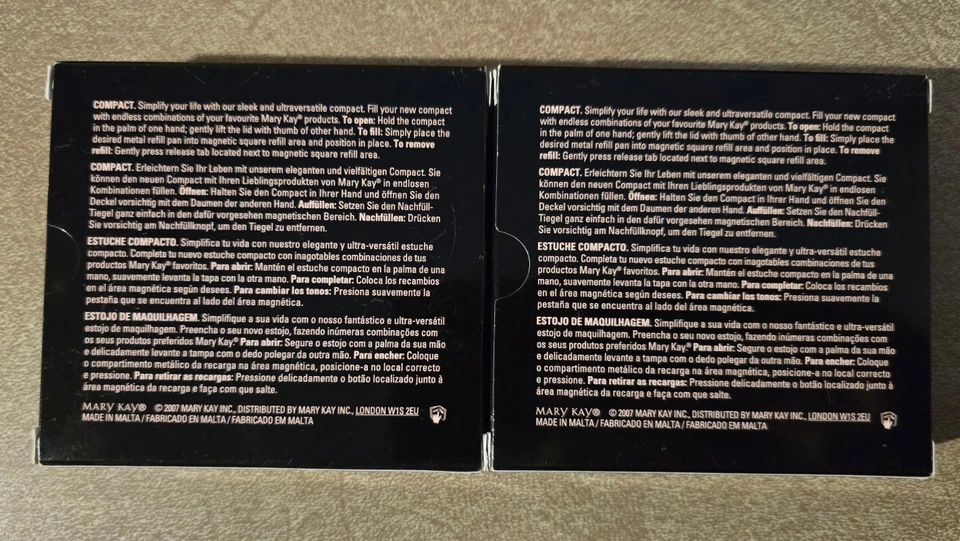 COMPACT. Simplify your life with our sleek and ultraversatile compact. Fill your new compact
with endless combinations of your favourite Mary Kay® products. To open: Hold the compact
in the palm of one hand; gently lift the lid with thumb of other hand. To fill: Simply place the
desired metal refill pan into magnetic square refill area and position in place. To remove
refill: Gently press release tab located next to magnetic square refill area.
COMPACT. Erleichtern Sie Ihr Leben mit unserem eleganten und vielfältigen Compact. Sie
können den neuen Compact mit Ihren Lieblingsprodukten von Mary Kay® in endlosen
Kombinationen füllen. Öffnen: Halten Sie den Compact in Ihrer Hand und öffnen Sie den
Deckel vorsichtig mit dem Daumen der anderen Hand. Auffüllen: Setzen Sie den Nachfüll-
Tiegel ganz einfach in den dafür vorgesehen magnetischen Bereich. Nachfüllen: Drücken
Sie vorsichtig am Nachfüllknopf, um den Tiegel zu entfernen.
ESTUCHE COMPACTO. Simplifica tu vida con nuestro elegante y ultra-versátil estuche
compacto. Completa tu nuevo estuche compacto con inagotables combinaciones de tus
productos Mary Kay® favoritos. Para abrir: Mantén el estuche compacto en la palma de una
mano, suavemente levanta la tapa con la otra mano. Para completar: Coloca los recambios
en el área magnética según desees. Para cambiar los tonos: Presiona suavemente la
pestaña que se encuentra al lado del área magnética.
ESTOJO DE MAQUILHAGEM. Simplifique a sua vida com o nosso fantástico e ultra-versátil
estojo de maquilhagem. Preencha o seu novo estojo, fazendo inúmeras combinações com
os seus produtos preferidos Mary Kay.® Para abrir: Segure o estojo com a palma da sua mão
e delicadamente levante a tampa com o dedo polegar da outra mão. Para encher: Coloque
o compartimento metálico da recarga na área magnética, posicione-a no local correcto
e pressione. Para retirar as recargas: Pressione delicadamente o botão localizado junto à
área magnética da recarga e faça com que salte.
MARY KAY® © 2007 MARY KAY INC., DISTRIBUTED BY MARY KAY INC., LONDON W1S 2EU
MADE IN MALTA / FABRICADO EN MALTA / FABRICADO EM MALTA
COMPACT. Simplify your life with our sleek and ultraversatile compact. Fill your new compact
with endless combinations of your favourite Mary Kay® products. To open: Hold the compact
in the palm of one hand; gently lift the lid with thumb of other hand. To fill: Simply place the
desired metal refill pan into magnetic square refill area and position in place. To remove
refill: Gently press release tab located next to magnetic square refill area.
COMPACT. Erleichtern Sie Ihr Leben mit unserem eleganten und vielfältigen Compact. Sie
können den neuen Compact mit Ihren Lieblingsprodukten von Mary Kay® in endlosen
Kombinationen füllen. Öffnen: Halten Sie den Compact in Ihrer Hand und öffnen Sie den
Deckel vorsichtig mit dem Daumen der anderen Hand. Auffüllen: Setzen Sie den Nachfüll-
Tiegel ganz einfach in den dafür vorgesehen magnetischen Bereich. Nachfüllen: Drücken
Sie vorsichtig am Nachfüllknopf, um den Tiegel zu entfernen.
ESTUCHE COMPACTO. Simplifica tu vida con nuestro elegante y ultra-versátil estuche
compacto. Completa tu nuevo estuche compacto con inagotables combinaciones de tus
productos Mary Kay® favoritos. Para abrir: Mantén el estuche compacto en la palma de una
mano, suavemente levanta la tapa con la otra mano. Para completar: Coloca los recambios
en el área magnética según desees. Para cambiar los tonos: Presiona suavemente la
pestaña que se encuentra al lado del área magnética.
ESTOJO DE MAQUILHAGEM. Simplifique a sua vida com o nosso fantástico e ultra-versátil
estojo de maquilhagem. Preencha o seu novo estojo, fazendo inúmeras combinações com
os seus produtos preferidos Mary Kay.® Para abrir: Segure o estojo com a palma da sua mão
e delicadamente levante a tampa com o dedo polegar da outra mão. Para encher: Coloque
o compartimento metálico da recarga na área magnética, posicione-a no local correcto
e pressione. Para retirar as recargas: Pressione delicadamente o botão localizado junto à
área magnética da recarga e faça com que salte.
MARY KAY® © 2007 MARY KAY INC., DISTRIBUTED BY MARY KAY INC., LONDON W1S 2EU
MADE IN MALTA / FABRICADO EN MALTA / FABRICADO EM MALTA